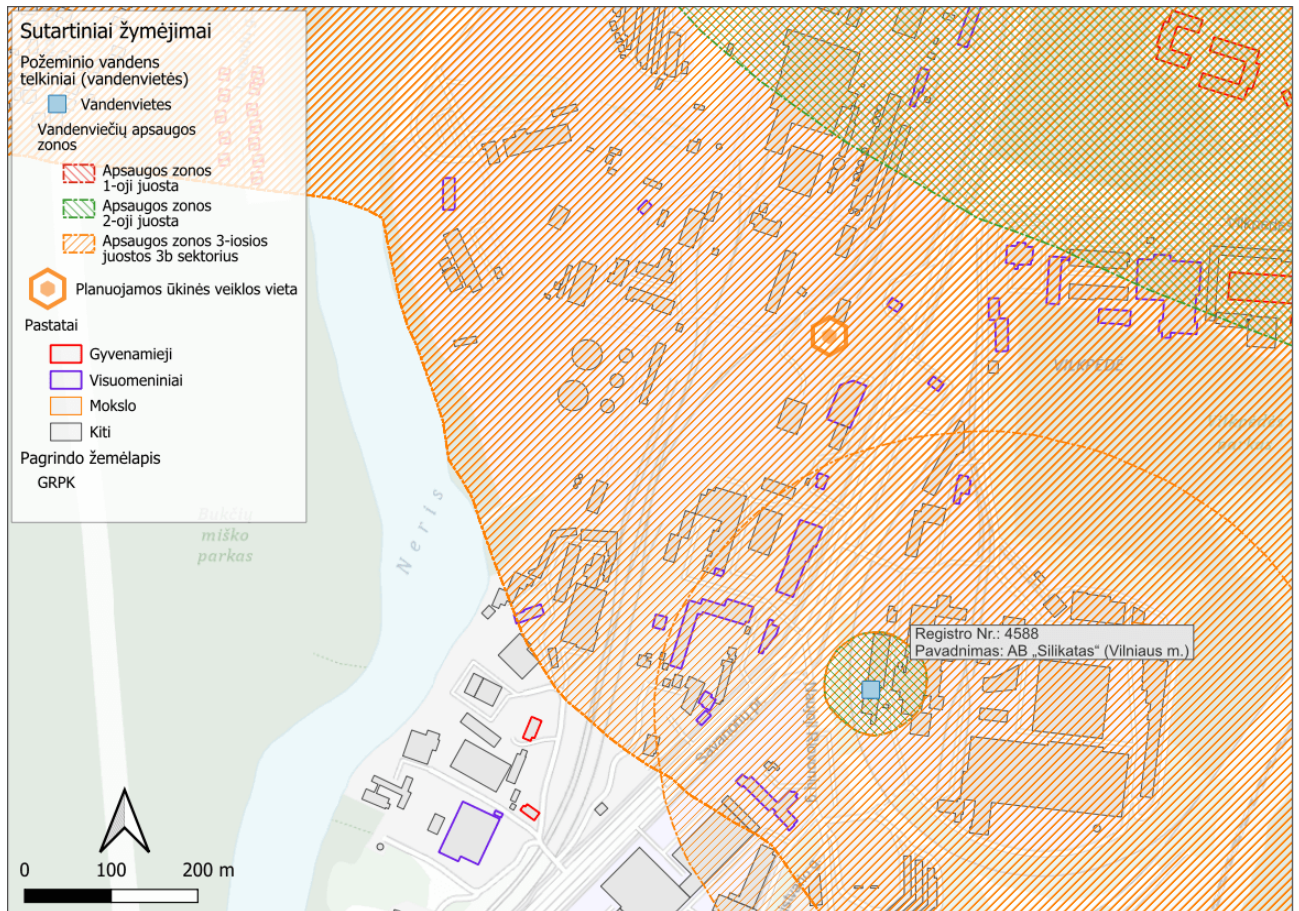 Sutartiniai žymėjimai
Požeminio vandens
telkiniai (vandenvietės)
Vandenvietes
Vandenviečių apsaugos
zonos
Apsaugos zonos
1-oji juosta
Apsaugos zonos
2-oji juosta
Apsaugos zonos 3-iosios
juostos 3b sektorius
Planuojamos ūkinės veiklos vieta
Pastatai
Gyvenamieji
Visuomeniniai
Mokslo
Kiti
Pagrindo žemėlapis
GRPK
Bukčių
miško
parkas
Neris
VILKPĖDĖ
Registro Nr.: 4588
Pavadnimas: AB „Silikatas“ (Vilniaus m.)
Savanorių pr.
0 100 200 m